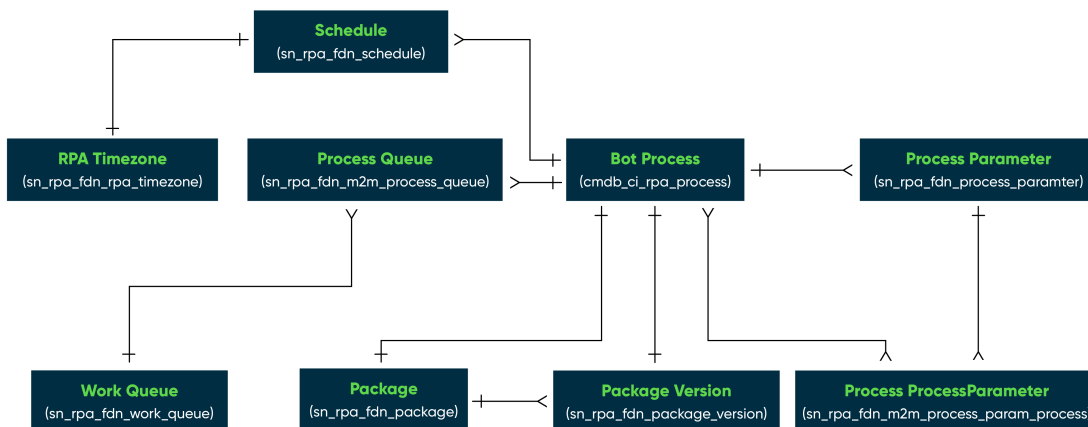 Schedule
(sn_rpa_fdn_schedule)
RPA Timezone
(sn_rpa_fdn_rpa_timezone)
Process Queue
(sn_rpa_fdn_m2m_process_queue)
Bot Process
(cmdb_ci_rpa_process)
Process Parameter
(sn_rpa_fdn_process_paramter)
Work Queue
(sn_rpa_fdn_work_queue)
Package
(sn_rpa_fdn_package)
Package Version
(sn_rpa_fdn_package_version)
Process ProcessParameter
(sn_rpa_fdn_m2m_process_param_process